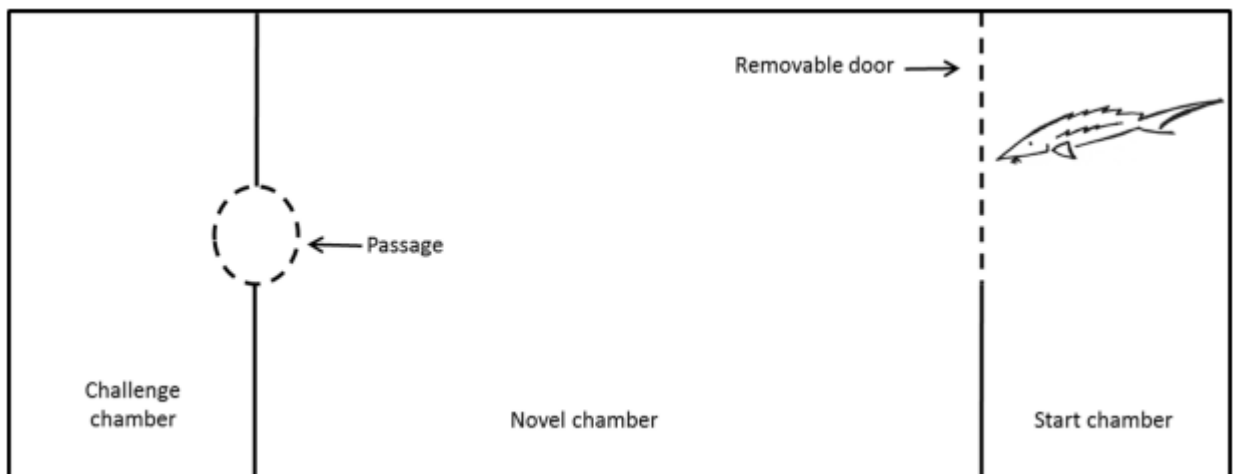 Removable door
Passage
Challenge
chamber
Novel chamber
Start chamber